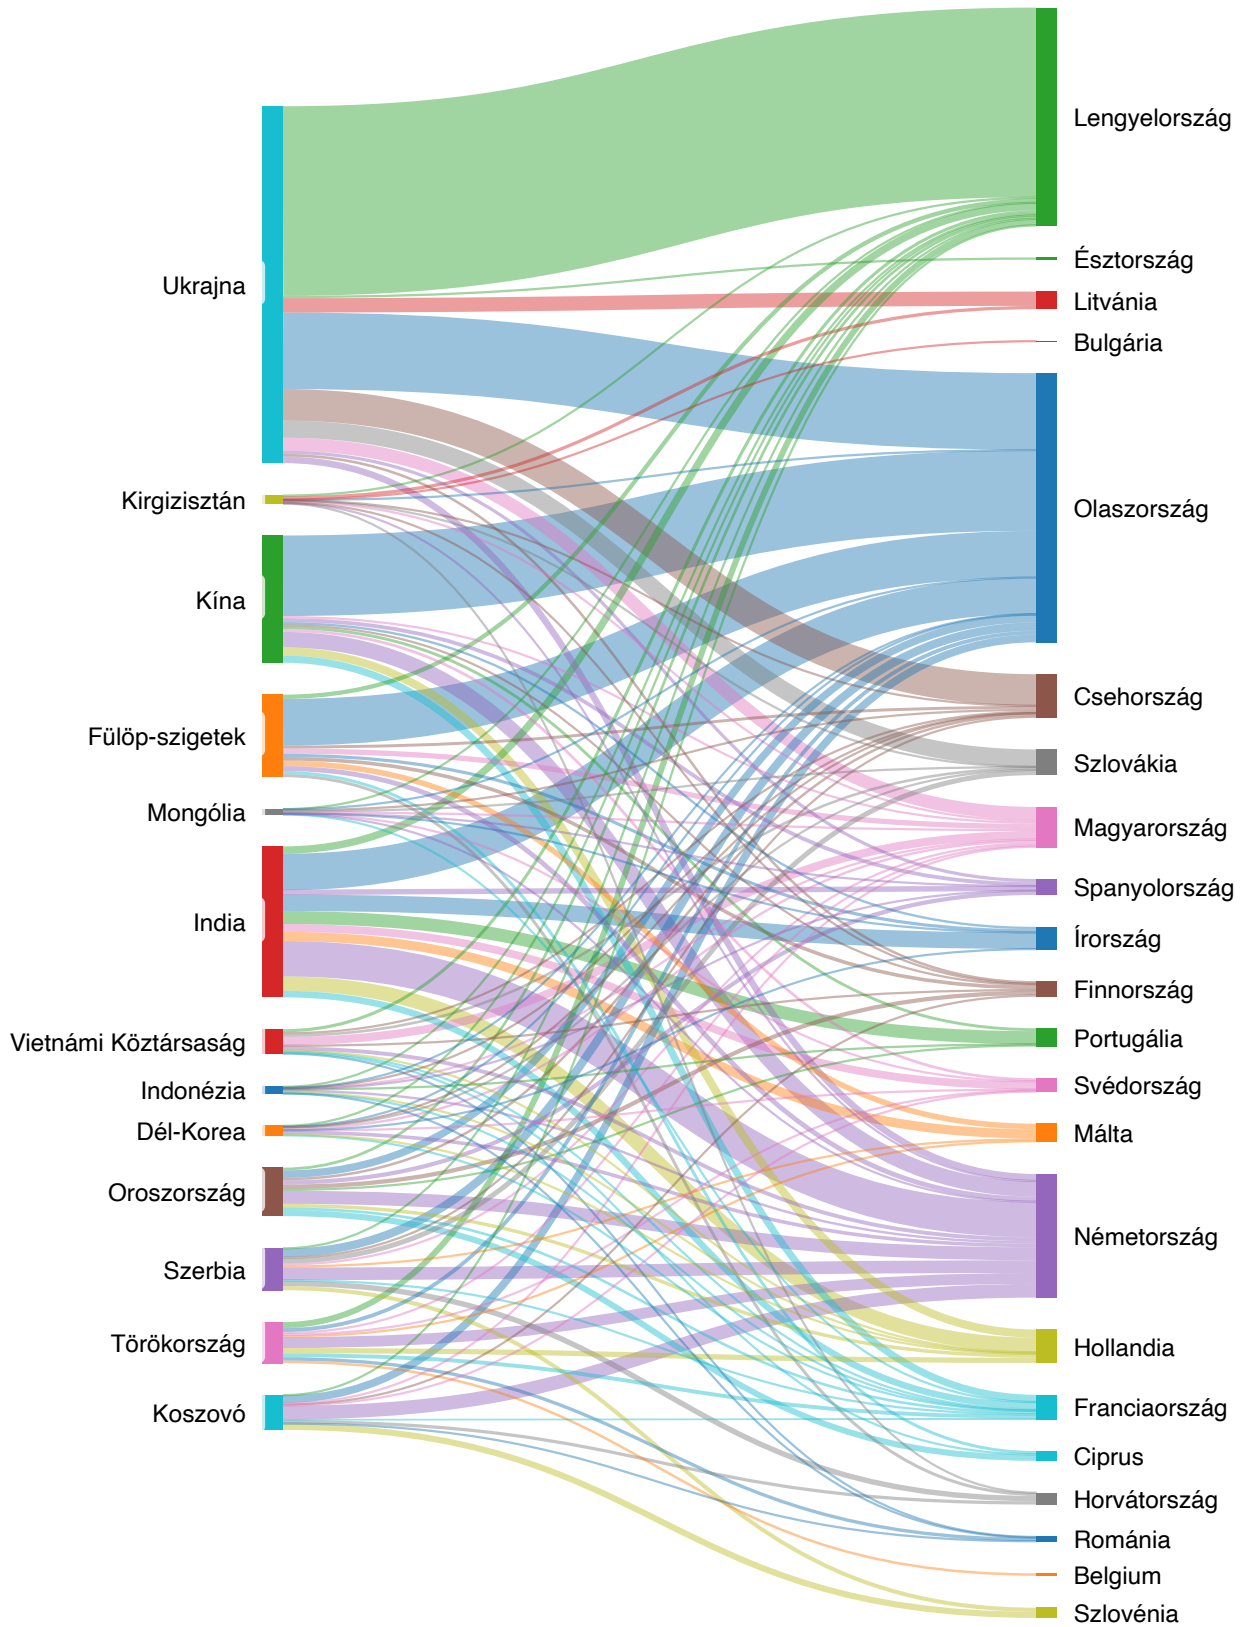 Ukrajna
Kirgizisztán
Kína
Fülöp-szigetek
Mongólia
India
Vietnámi Köztársaság
Indonézia
Dél-Korea
Oroszország
Szerbia
Törökország
Koszovó
Lengyelország
Észtország
Litvánia
Bulgária
Olaszország
Csehország
Szlovákia
Magyarország
Spanyolország
Írország
Finnország
Portugália
Svédország
Málta
Németország
Hollandia
Franciaország
Ciprus
Horvátország
Románia
Belgium
Szlovénia